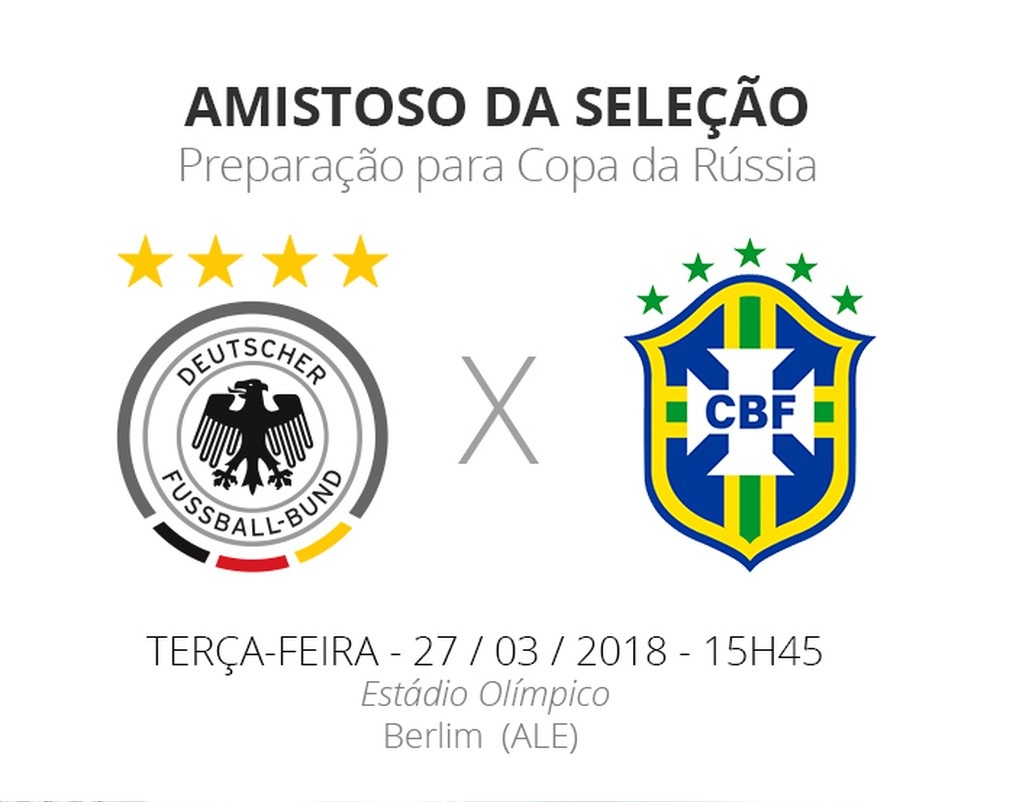 AMISTOSO DA SELEÇÃO
Preparação para Copa da Rússia
DEUTSCHER
FUSSBALL-BUND
X
CBF
TERÇA-FEIRA - 27 / 03 / 2018 - 15H45
Estádio Olímpico
Berlim (ALE)